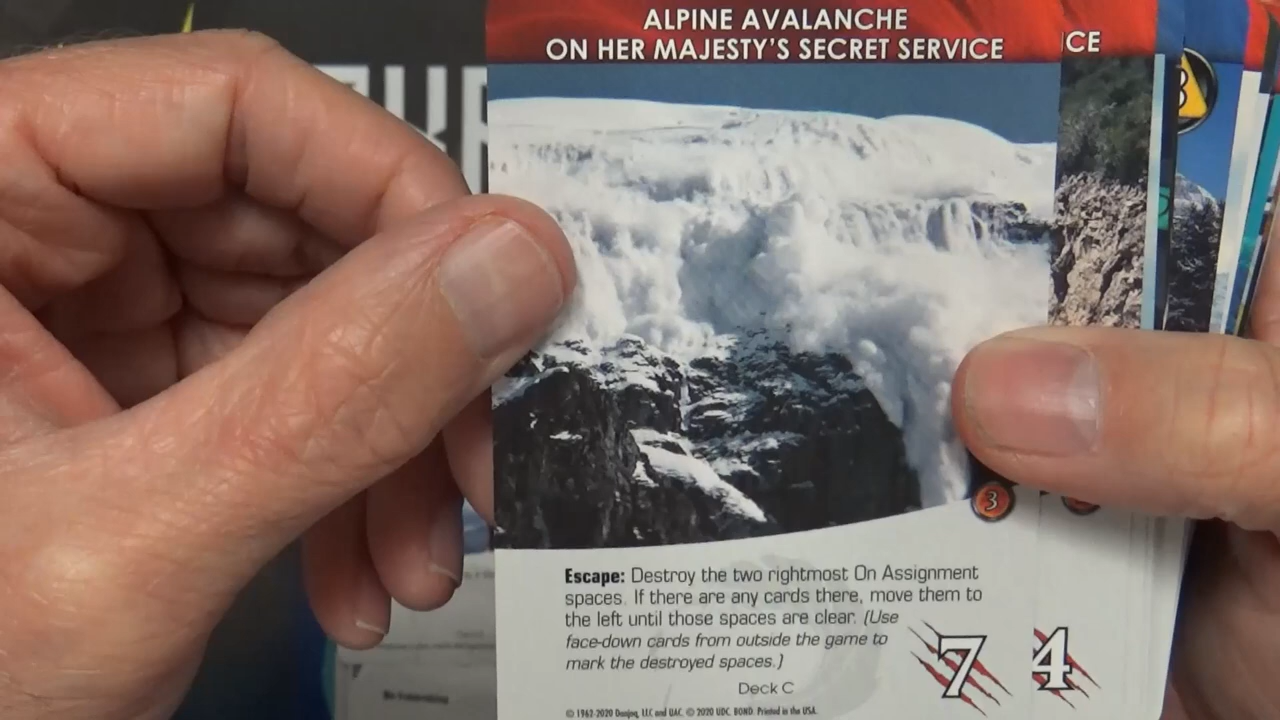 ALPINE AVALANCHE
ON HER MAJESTY'S SECRET SERVICE
ICE
8
3
Escape: Destroy the two rightmost On Assignment
spaces. If there are any cards there, move them to
the left until those spaces are clear. (Use
face-down cards from outside the game to
mark the destroyed spaces.)
7
4
Deck C
© 1962-2020 Danjaq, LLC and UAC. © 2020 UDC. BOND. Printed in the USA.